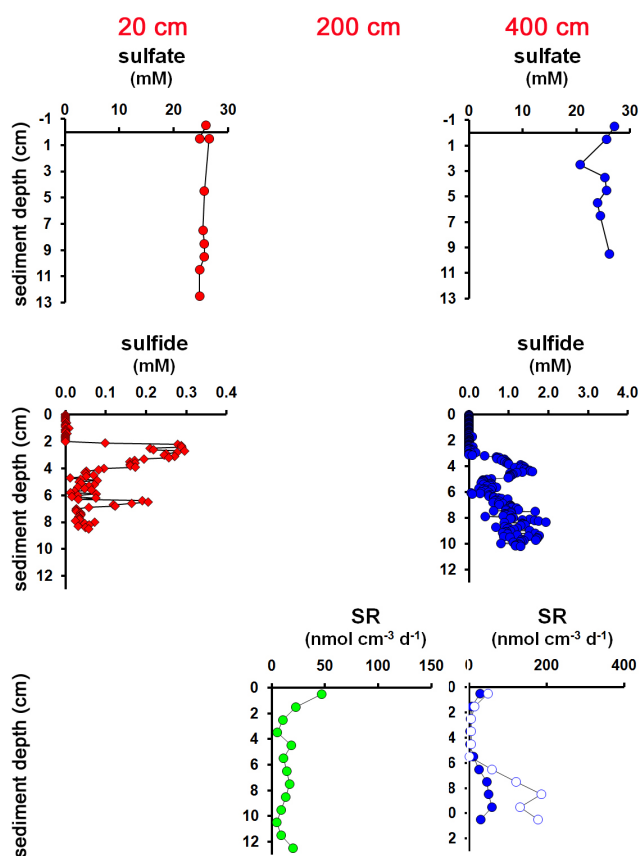 20 cm 200 cm 400 cm
sulfate sulfate
(mM) (mM)
0 10 20 30 0 10 20 30
-1 -1
1 1
3 3
5 5
7 7
9 9
11 11
13 13
sediment depth (cm)
sulfide sulfide
(mM) (mM)
0.0 0.1 0.2 0.3 0.4 0.0 1.0 2.0 3.0 4.0
0 0
2 2
4 4
6 6
8 8
10 10
12 12
sediment depth (cm)
SR SR
(nmol cm-3 d-1) (nmol cm-3 d-1)
0 50 100 150 0 200 400
0 0
2 2
4 4
6 6
8 8
10 0
12 2
sediment depth (cm)